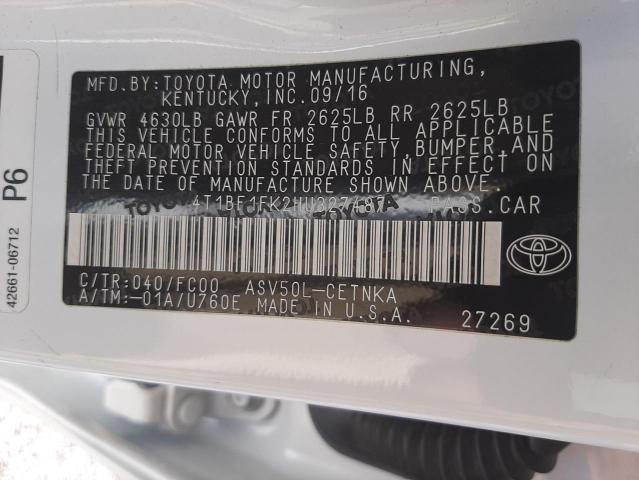 MFD.BY:TOYOTA MOTOR MANUFACTURING,
KENTUCKY,INC.09/16
GVWR 4630LB GAWR FR 2625LB RR 2625LB
THIS VEHICLE CONFORMS TO ALL APPLICABLE
FEDERAL MOTOR VEHICLE SAFETY, BUMPER,AND
THEFT PREVENTION STANDARDS IN EFFECT ON
THE DATE OF MANUFACTURE SHOWN ABOVE.
PASS.CAR
C/TR:040/FC00 ASV50L-CETNKA
A/TM:-01A/U760E MADE IN U.S.A.
27269
P6
42661-06712